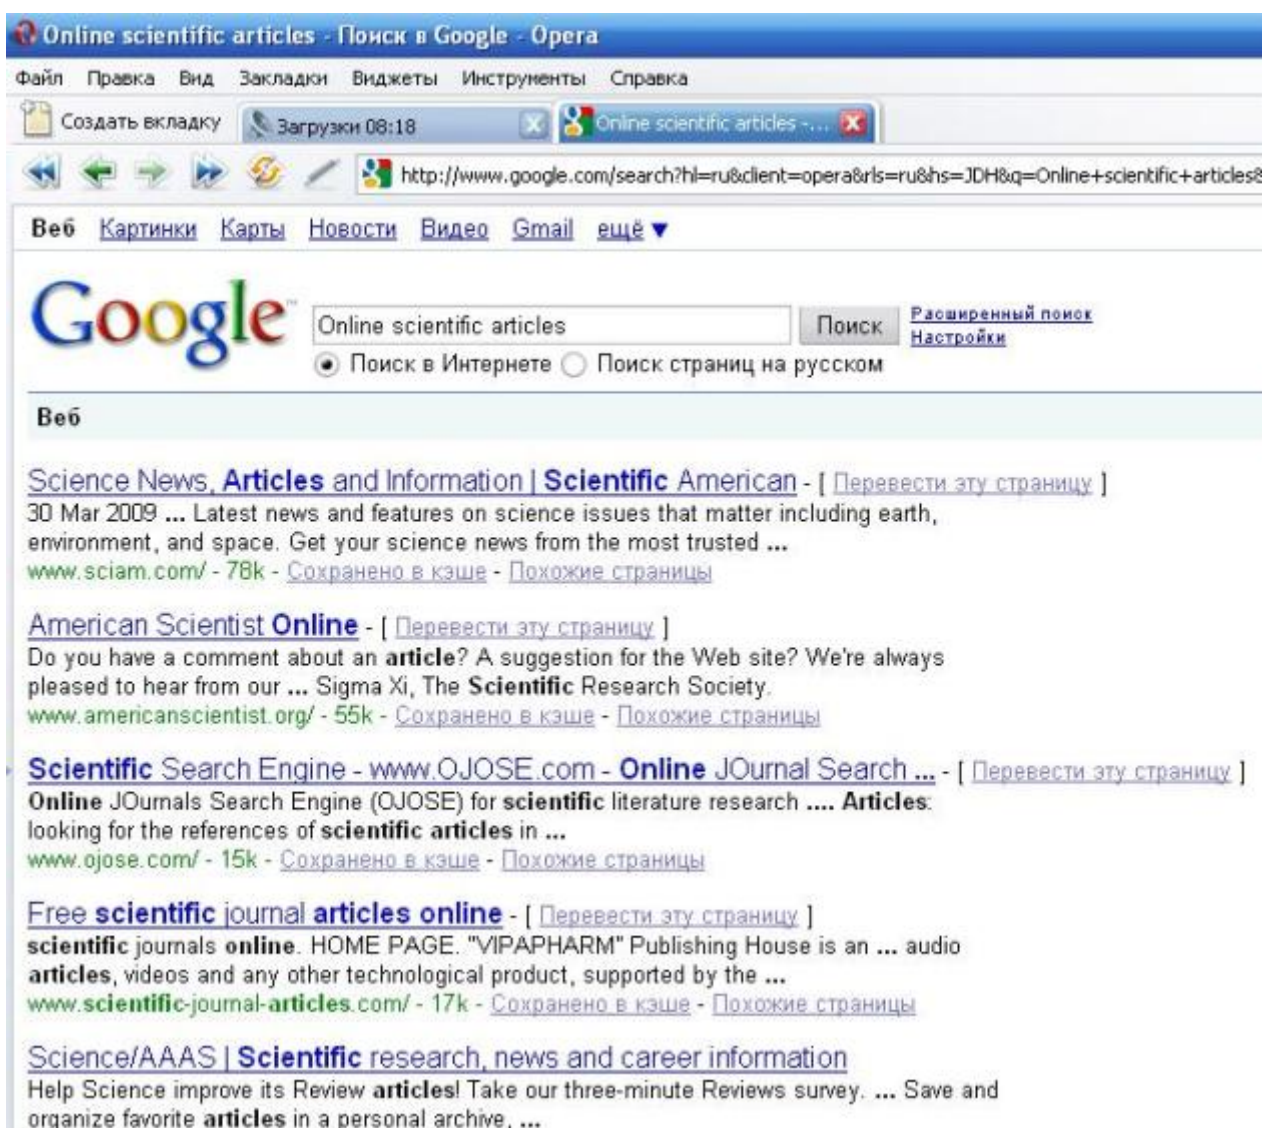 Online scientific articles - Поиск в Google - Opera
Файл Правка Вид Закладки Виджеты Инструменты Справка
Создать вкладку Загрузки 08:18 Online scientific articles -...
http://www.google.com/search?hl=ru&client=opera&rls=ru&hs=JDH&q=Online+scientific+articles&
Веб Картинки Карты Новости Видео Gmail ещё ▼
Google™ Online scientific articles Поиск Расширенный поиск
Настройки
Поиск в Интернете Поиск страниц на русском
Веб
Science News, Articles and Information | Scientific American - [ Перевести эту страницу ]
30 Mar 2009 ... Latest news and features on science issues that matter including earth,
environment, and space. Get your science news from the most trusted ...
www.sciam.com/ - 78k - Сохранено в кэше - Похожие страницы
American Scientist Online - [ Перевести эту страницу ]
Do you have a comment about an article? A suggestion for the Web site? We're always
pleased to hear from our ... Sigma Xi, The Scientific Research Society.
www.americanscientist.org/ - 55k - Сохранено в кэше - Похожие страницы
Scientific Search Engine - www.OJOSE.com - Online JOurnal Search ... - [ Перевести эту страницу ]
Online JOurnals Search Engine (OJOSE) for scientific literature research .... Articles:
looking for the references of scientific articles in ...
www.ojose.com/ - 15k - Сохранено в кэше - Похожие страницы
Free scientific journal articles online - [ Перевести эту страницу ]
scientific journals online. HOME PAGE. "VIPAPHARM" Publishing House is an ... audio
articles, videos and any other technological product, supported by the ...
www.scientific-journal-articles.com/ - 17k - Сохранено в кэше - Похожие страницы
Science/AAAS | Scientific research, news and career information
Help Science improve its Review articles! Take our three-minute Reviews survey. ... Save and
organize favorite articles in a personal archive, ...